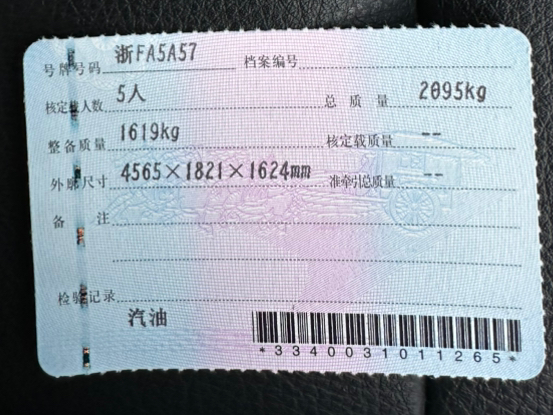 号牌号码 浙FA5A57 档案编号
核定载人数 5人 总质量 2095kg
整备质量 1619kg 核定载质量 --
外廓尺寸 4565×1821×1624mm 准牵引总质量 --
备注
检验记录
汽油
*3340031011265*